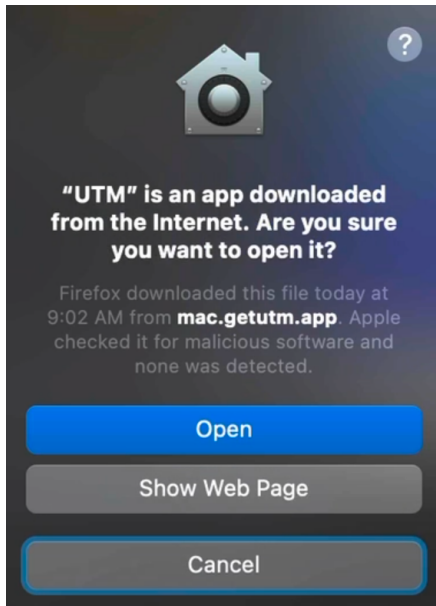 ?
“UTM” is an app downloaded
from the Internet. Are you sure
you want to open it?
Firefox downloaded this file today at
9:02 AM from mac.getutm.app. Apple
checked it for malicious software and
none was detected.
Open
Show Web Page
Cancel